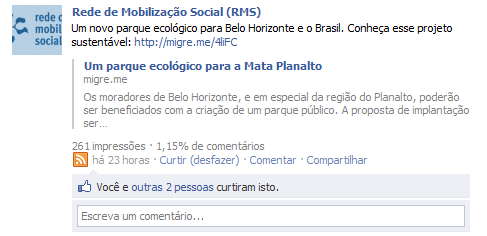 rede d
mobil
social
Rede de Mobilização Social (RMS)
Um novo parque ecológico para Belo Horizonte e o Brasil. Conheça esse projeto
sustentável: http://migre.me/4liFC
Um parque ecológico para a Mata Planalto
migre.me
Os moradores de Belo Horizonte, e em especial da região do Planalto, poderão
ser beneficiados com a criação de um parque público. A proposta de implantação
ser...
261 impressões · 1,15% de comentários
há 23 horas · Curtir (desfazer) · Comentar · Compartilhar
Você e outras 2 pessoas curtiram isto.
Escreva um comentário...